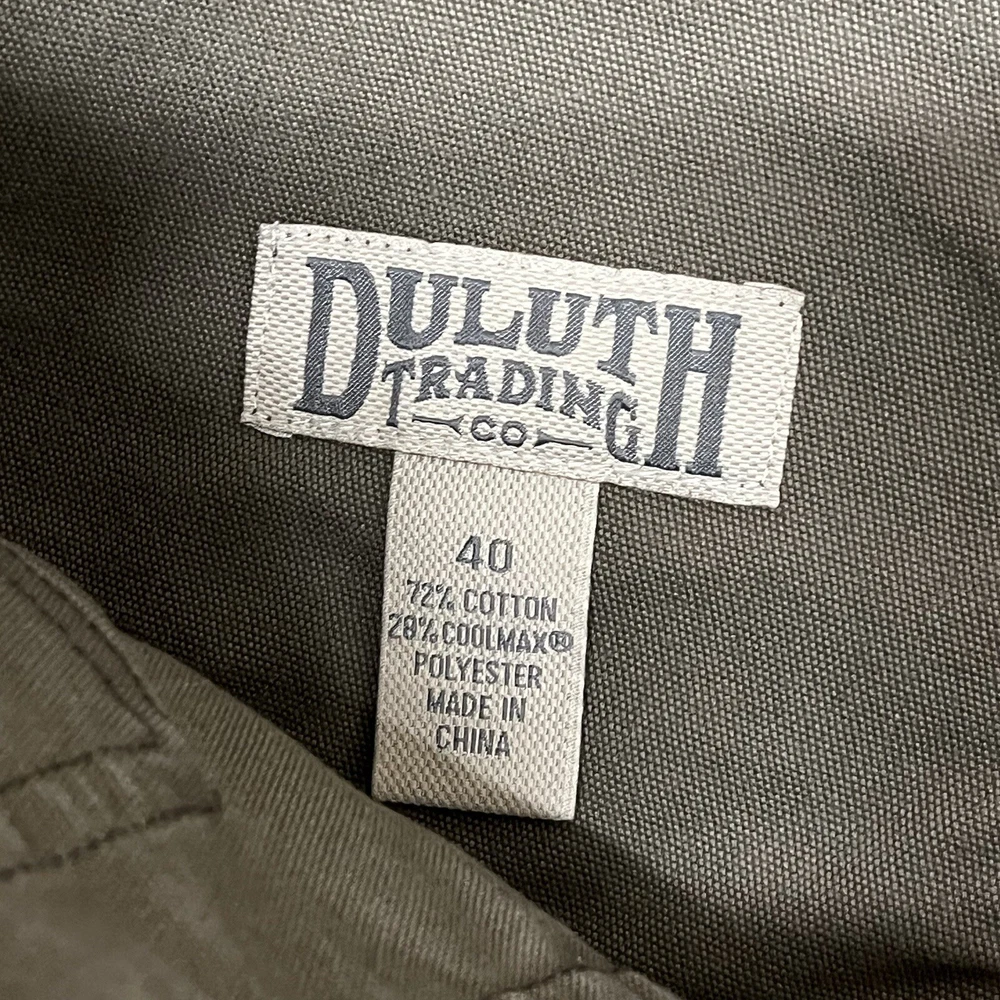 DULUTH
TRADING
CO
40
72% COTTON
28% COOLMAX®
POLYESTER
MADE IN
CHINA